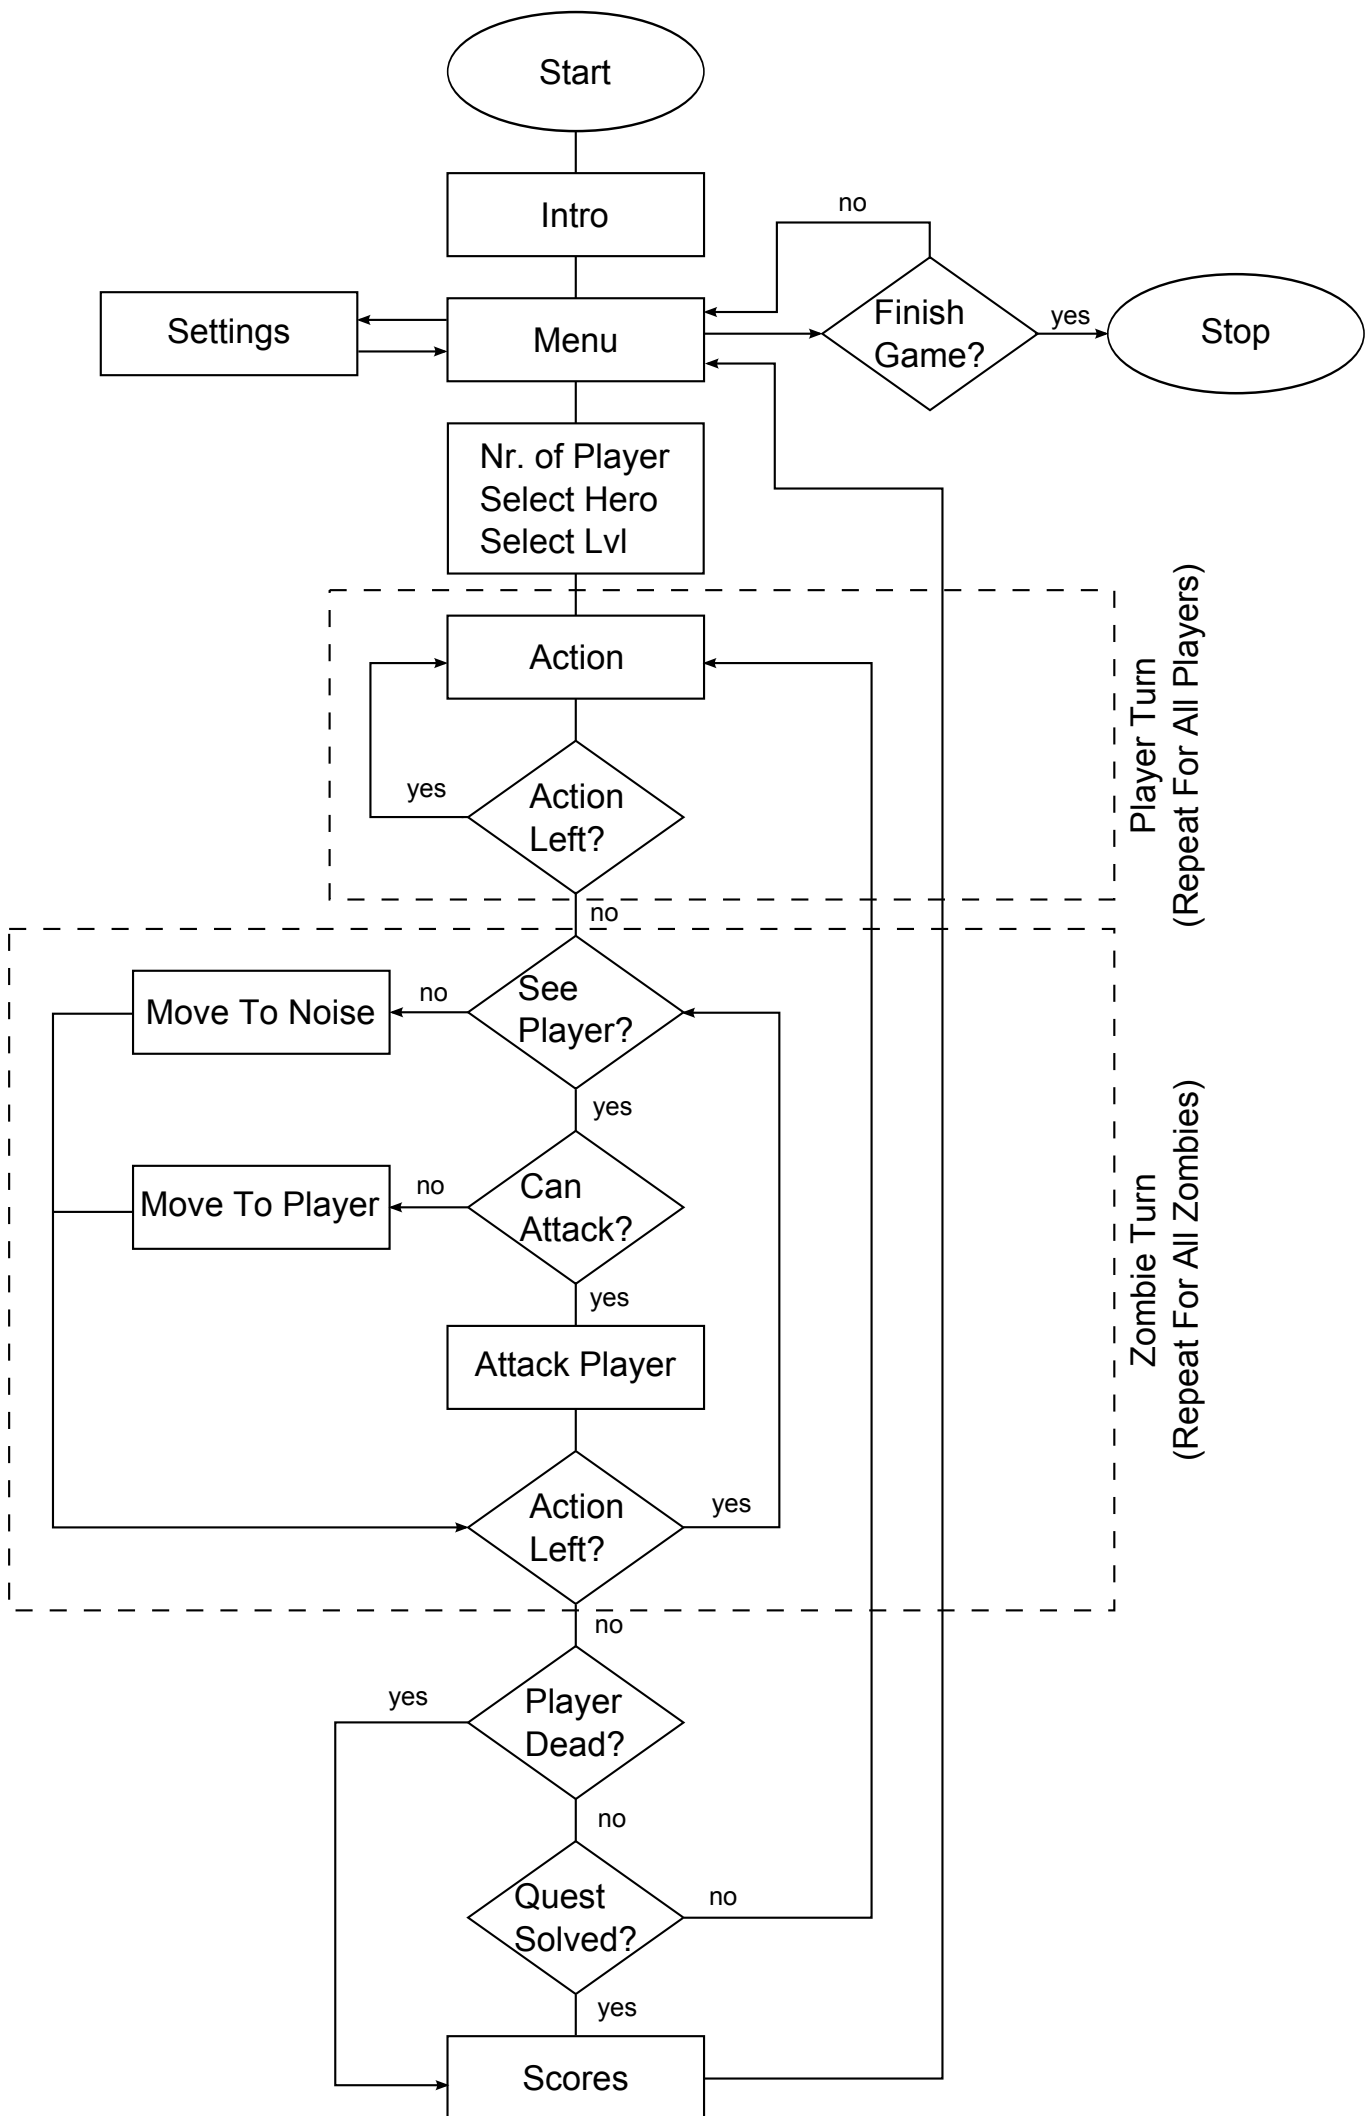 Start
Intro
no
Settings
Menu
Finish
Game?
yes
Stop
Nr. of Player
Select Hero
Select Lvl
Action
yes
Action
Left?
no
Player Turn
(Repeat For All Players)
Move To Noise
no
See
Player?
yes
Move To Player
no
Can
Attack?
yes
Attack Player
Action
Left?
yes
no
Zombie Turn
(Repeat For All Zombies)
yes
Player
Dead?
no
Quest
Solved?
no
yes
Scores